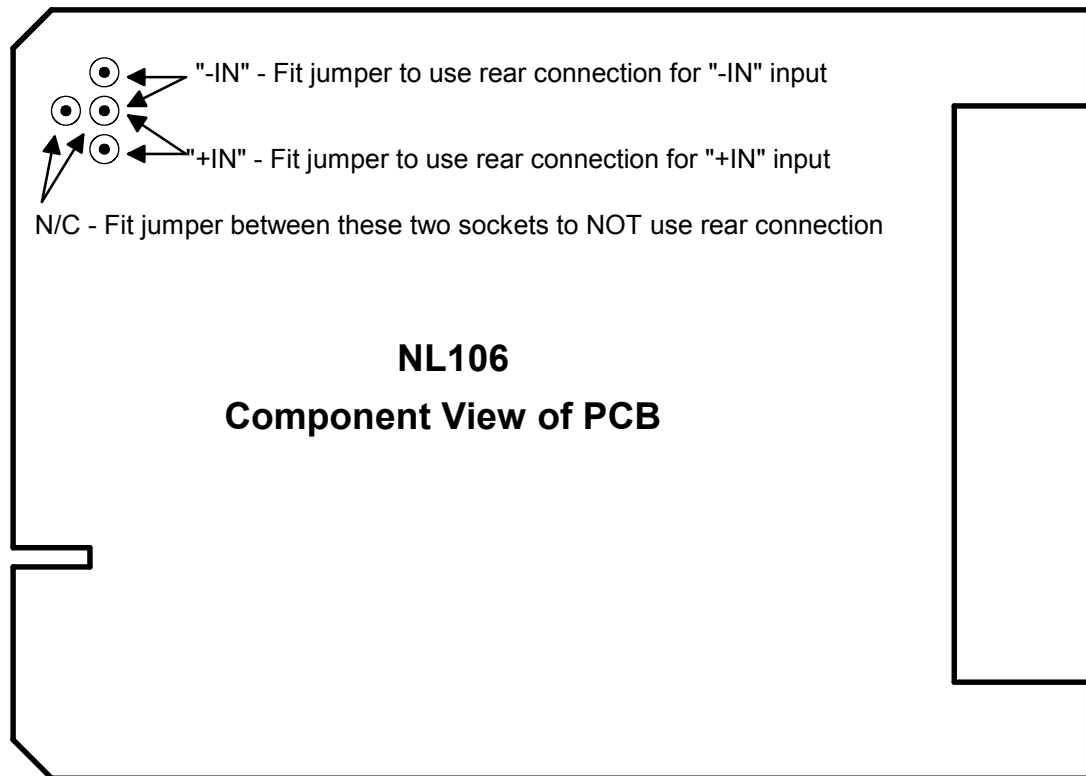 "-IN" - Fit jumper to use rear connection for "-IN" input
"+IN" - Fit jumper to use rear connection for "+IN" input
N/C - Fit jumper between these two sockets to NOT use rear connection
NL106
Component View of PCB